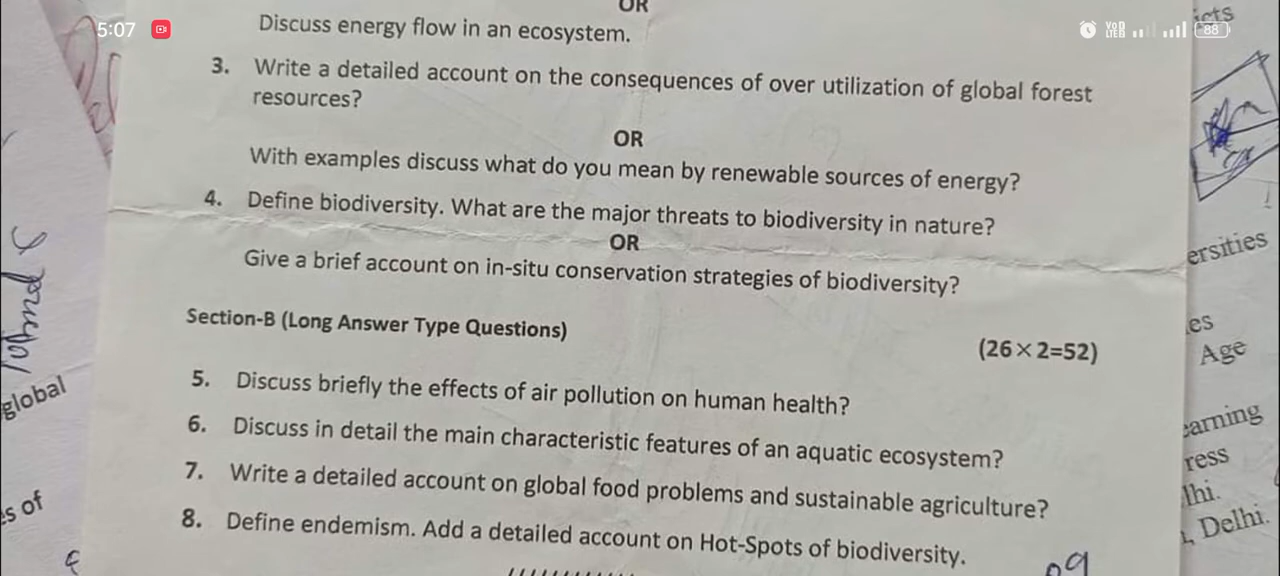 OR
5:07
88
Discuss energy flow in an ecosystem.
3. Write a detailed account on the consequences of over utilization of global forest
resources?
OR
With examples discuss what do you mean by renewable sources of energy?
4. Define biodiversity. What are the major threats to biodiversity in nature?
OR
Give a brief account on in-situ conservation strategies of biodiversity?
Section-B (Long Answer Type Questions)
(26×2=52)
5. Discuss briefly the effects of air pollution on human health?
6. Discuss in detail the main characteristic features of an aquatic ecosystem?
7. Write a detailed account on global food problems and sustainable agriculture?
8. Define endemism. Add a detailed account on Hot-Spots of biodiversity.
global
s of
ersities
es
Age
earning
ress
lhi.
Delhi.